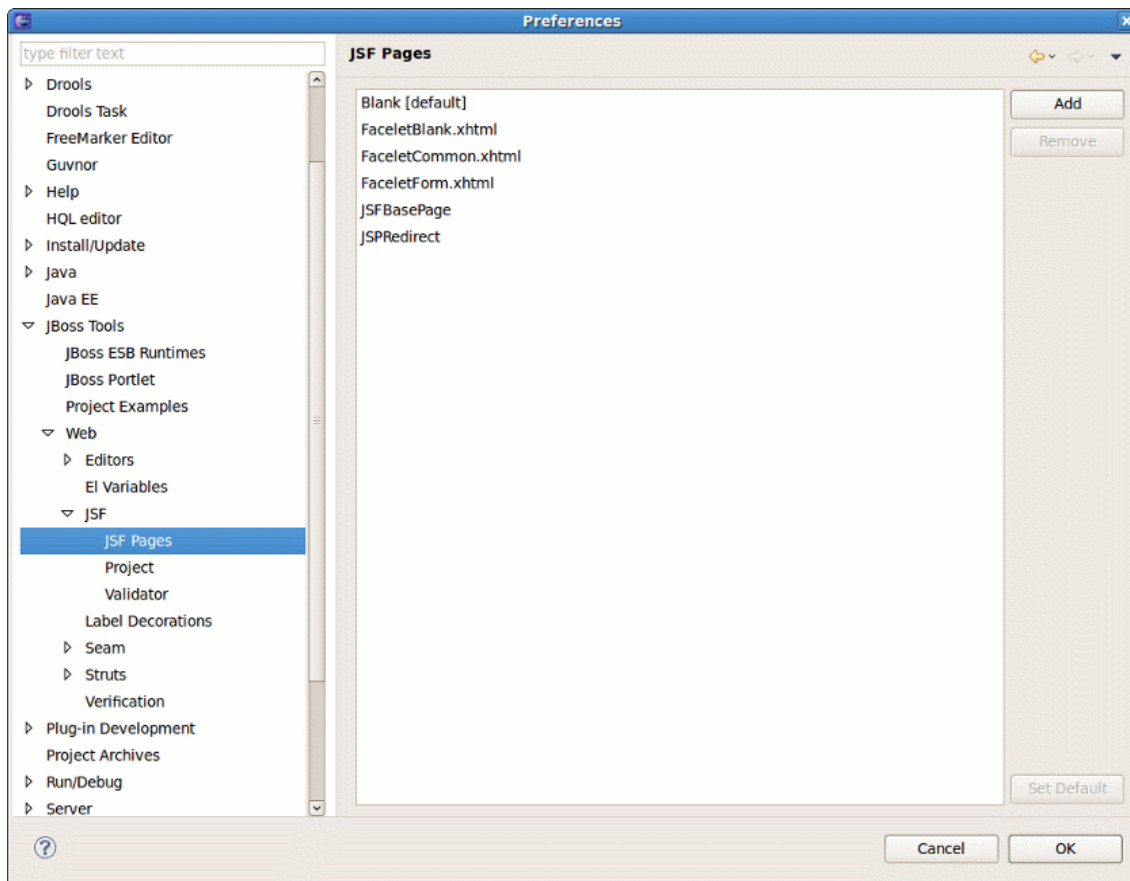 Preferences
type filter text
Drools
Drools Task
FreeMarker Editor
Guvnor
Help
HQL editor
Install/Update
Java
Java EE
JBoss Tools
JBoss ESB Runtimes
JBoss Portlet
Project Examples
Web
Editors
El Variables
JSF
JSF Pages
Project
Validator
Label Decorations
Seam
Struts
Verification
Plug-in Development
Project Archives
Run/Debug
Server
JSF Pages
Blank [default]
FaceletBlank.xhtml
FaceletCommon.xhtml
FaceletForm.xhtml
JSFBasePage
JSPRedirect
Add
Remove
Set Default
Cancel
OK